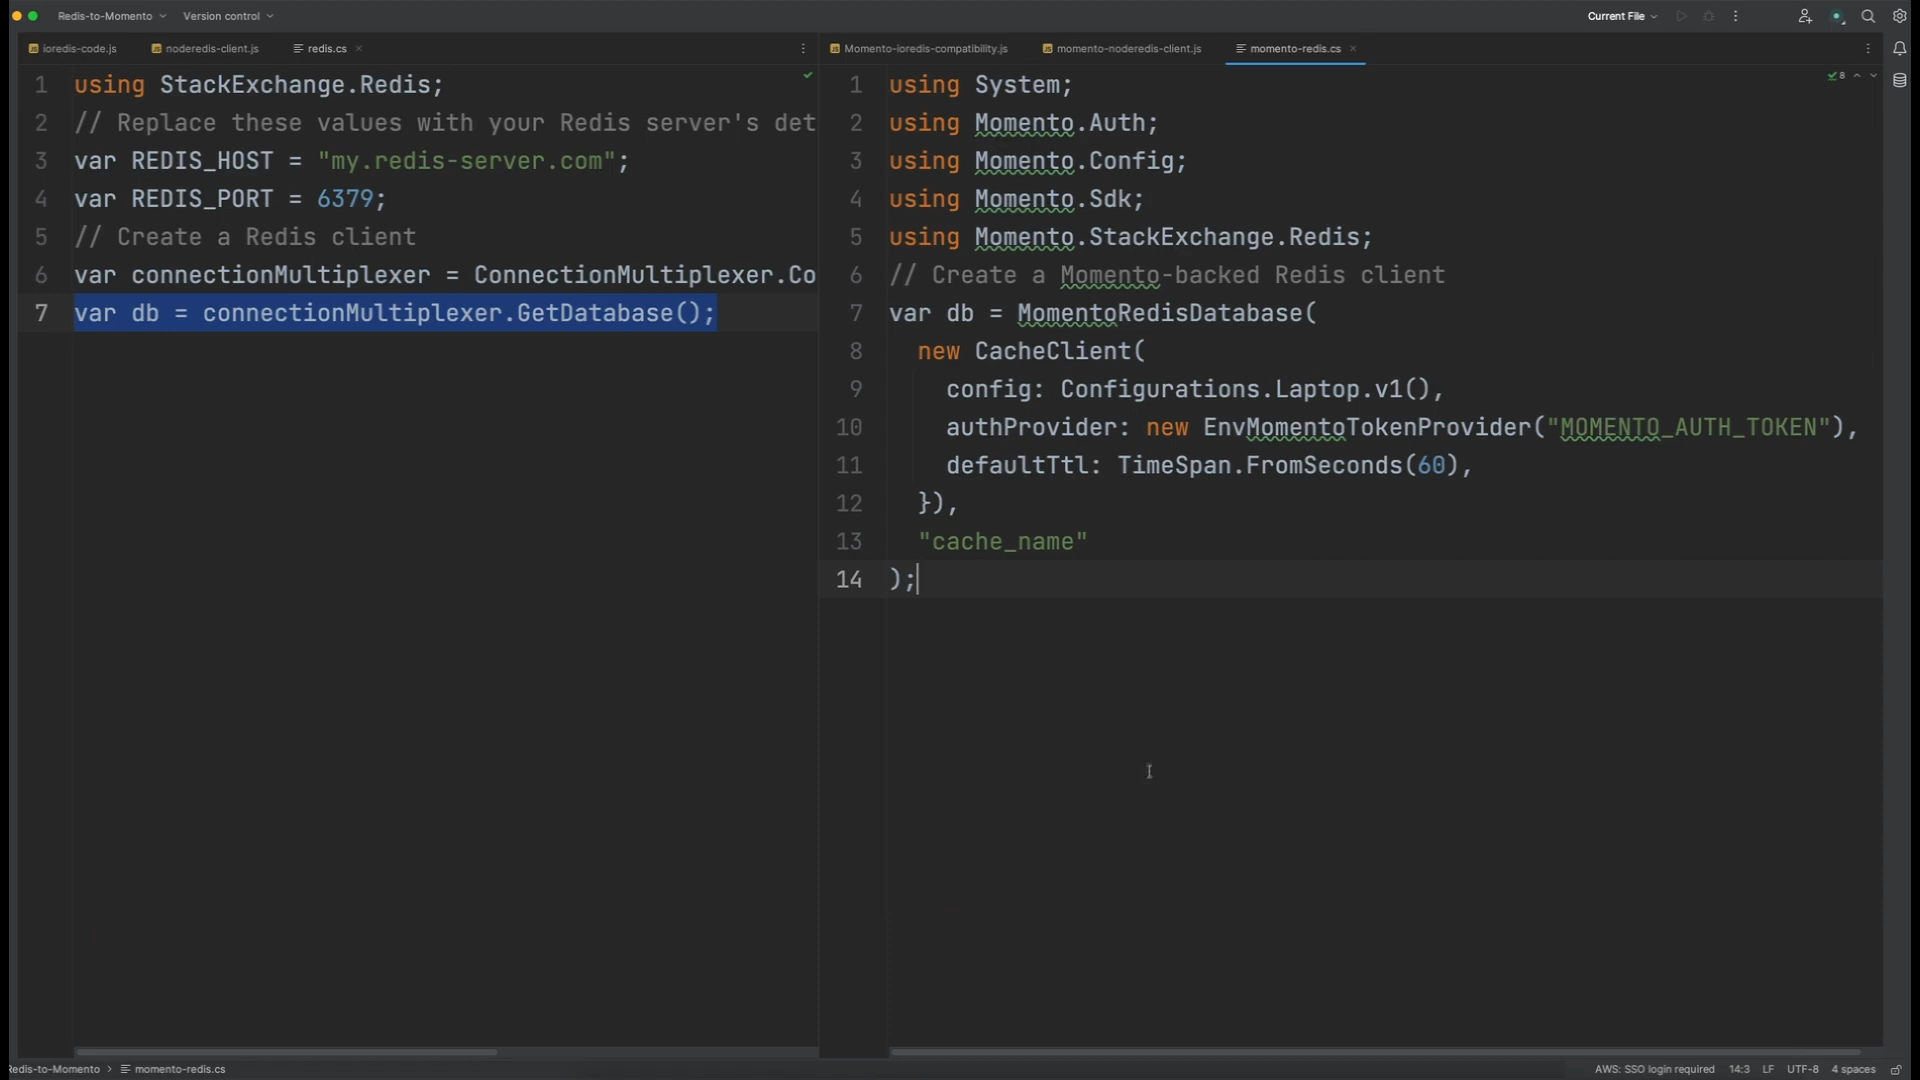 Redis-to-Momento
Version control
Current File
ioredis-code.js
noderedis-client.js
redis.cs
1 using StackExchange.Redis;
2 // Replace these values with your Redis server's det
3 var REDIS_HOST = "my.redis-server.com";
4 var REDIS_PORT = 6379;
5 // Create a Redis client
6 var connectionMultiplexer = ConnectionMultiplexer.Co
7 var db = connectionMultiplexer.GetDatabase();
Momento-ioredis-compatibility.js
momento-noderedis-client.js
momento-redis.cs
8
1 using System;
2 using Momento.Auth;
3 using Momento.Config;
4 using Momento.Sdk;
5 using Momento.StackExchange.Redis;
6 // Create a Momento-backed Redis client
7 var db = MomentoRedisDatabase(
8 new CacheClient(
9 config: Configurations.Laptop.v1(),
10 authProvider: new EnvMomentoTokenProvider("MOMENTO_AUTH_TOKEN"),
11 defaultTtl: TimeSpan.FromSeconds(60),
12 }),
13 "cache_name"
14 );
Redis-to-Momento > momento-redis.cs
AWS: SSO login required 14:3 LF UTF-8 4 spaces